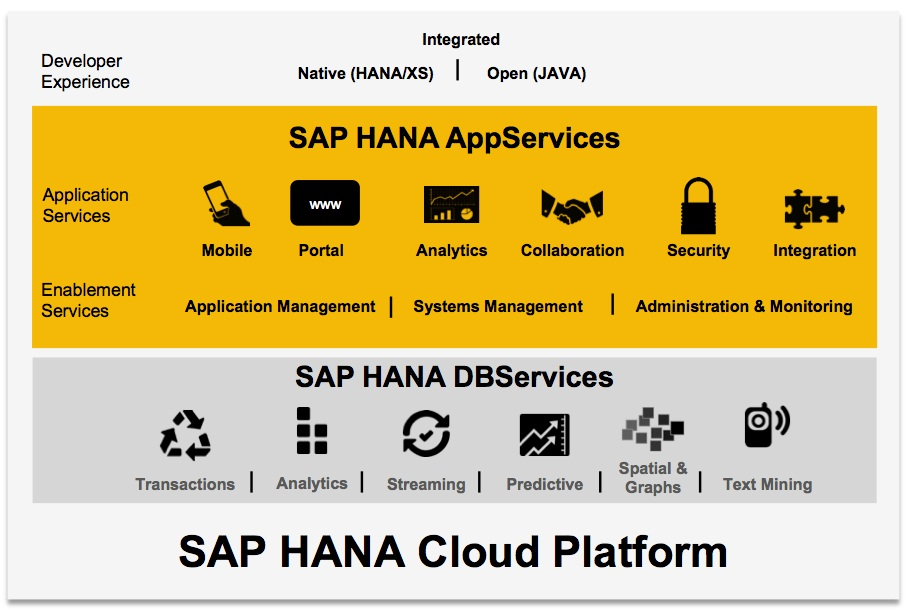 Integrated
Developer
Experience
Native (HANA/XS) | Open (JAVA)
SAP HANA AppServices
Application
Services
www
Mobile Portal Analytics Collaboration Security Integration
Enablement
Services
Application Management | Systems Management | Administration & Monitoring
SAP HANA DBServices
Transactions | Analytics | Streaming | Predictive | Spatial &
Graphs | Text Mining
SAP HANA Cloud Platform